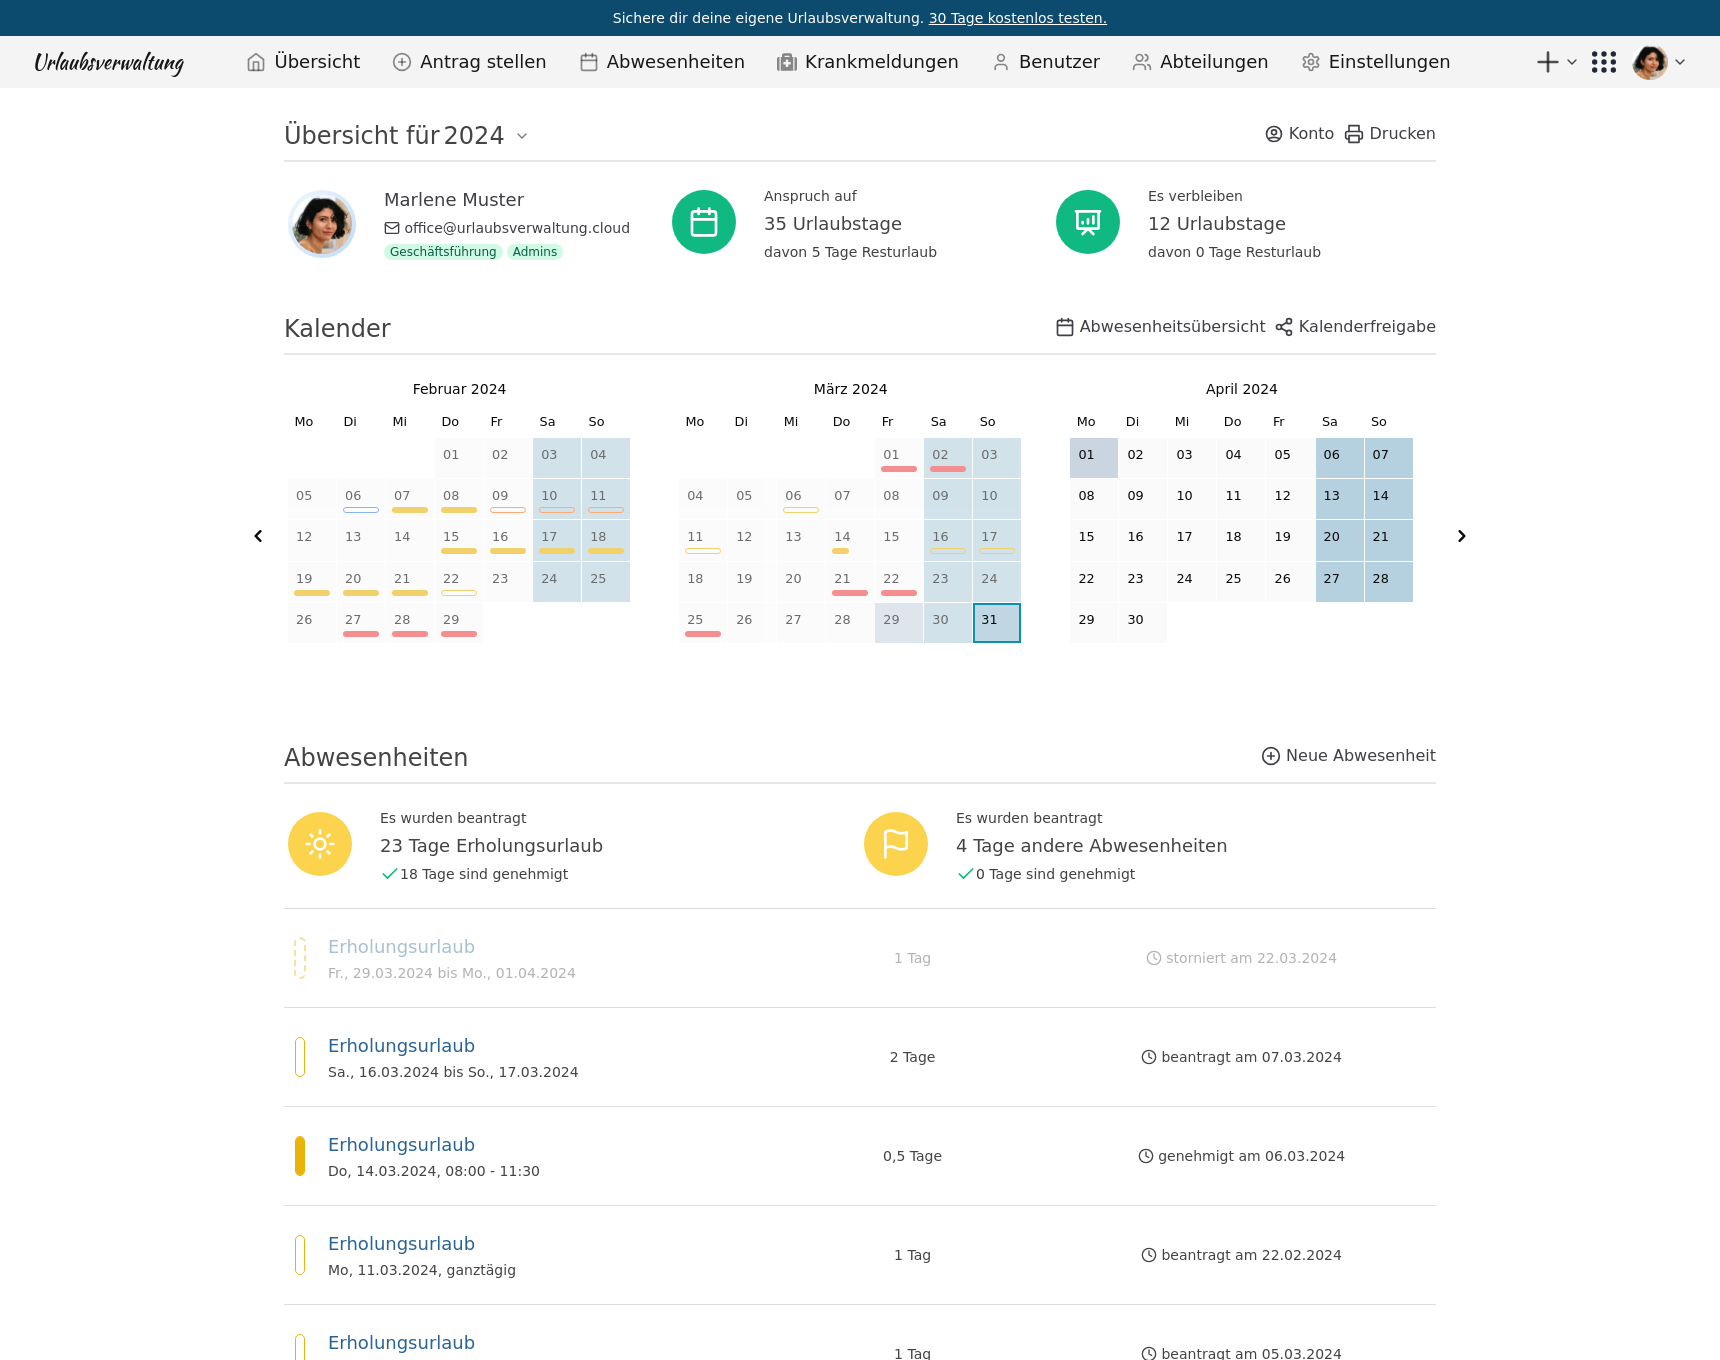 Sichere dir deine eigene Urlaubsverwaltung. 30 Tage kostenlos testen.
Urlaubsverwaltung Übersicht Antrag stellen Abwesenheiten Krankmeldungen Benutzer Abteilungen Einstellungen
Übersicht für 2024 Konto Drucken
Marlene Muster
office@urlaubsverwaltung.cloud
Geschäftsführung Admins
Anspruch auf
35 Urlaubstage
davon 5 Tage Resturlaub
Es verbleiben
12 Urlaubstage
davon 0 Tage Resturlaub
Kalender Abwesenheitsübersicht Kalenderfreigabe
Februar 2024
Mo Di Mi Do Fr Sa So
01 02 03 04
05 06 07 08 09 10 11
12 13 14 15 16 17 18
19 20 21 22 23 24 25
26 27 28 29
März 2024
Mo Di Mi Do Fr Sa So
01 02 03
04 05 06 07 08 09 10
11 12 13 14 15 16 17
18 19 20 21 22 23 24
25 26 27 28 29 30 31
April 2024
Mo Di Mi Do Fr Sa So
01 02 03 04 05 06 07
08 09 10 11 12 13 14
15 16 17 18 19 20 21
22 23 24 25 26 27 28
29 30
Abwesenheiten Neue Abwesenheit
Es wurden beantragt
23 Tage Erholungsurlaub
18 Tage sind genehmigt
Es wurden beantragt
4 Tage andere Abwesenheiten
0 Tage sind genehmigt
Erholungsurlaub
Fr., 29.03.2024 bis Mo., 01.04.2024
1 Tag
storniert am 22.03.2024
Erholungsurlaub
Sa., 16.03.2024 bis So., 17.03.2024
2 Tage
beantragt am 07.03.2024
Erholungsurlaub
Do, 14.03.2024, 08:00 - 11:30
0,5 Tage
genehmigt am 06.03.2024
Erholungsurlaub
Mo, 11.03.2024, ganztägig
1 Tag
beantragt am 22.02.2024
Erholungsurlaub
1 Tag
beantragt am 05.03.2024